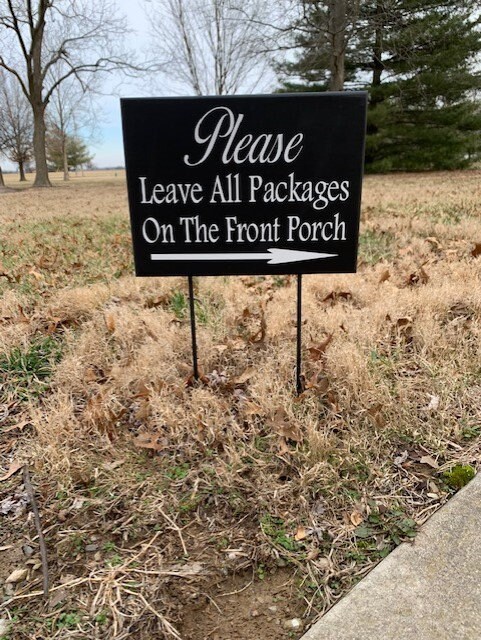 Please
Leave All Packages
On The Front Porch